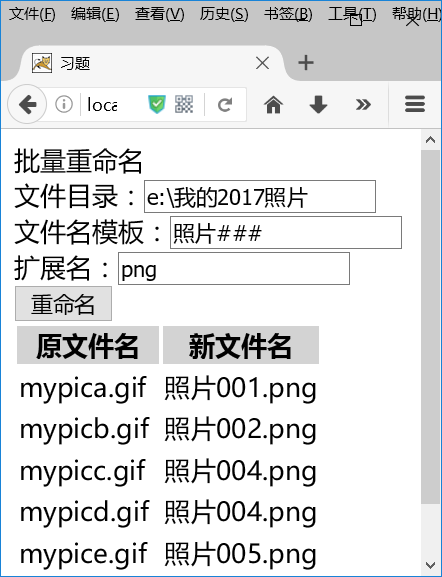 文件(F) 编辑(E) 查看(V) 历史(S) 书签(B) 工具(T) 帮助(H)
习题
loca
批量重命名
文件目录：e:\我的2017照片
文件名模板：照片###
扩展名：png
重命名
原文件名 新文件名
mypica.gif 照片001.png
mypicb.gif 照片002.png
mypicc.gif 照片004.png
mypicd.gif 照片004.png
mypice.gif 照片005.png